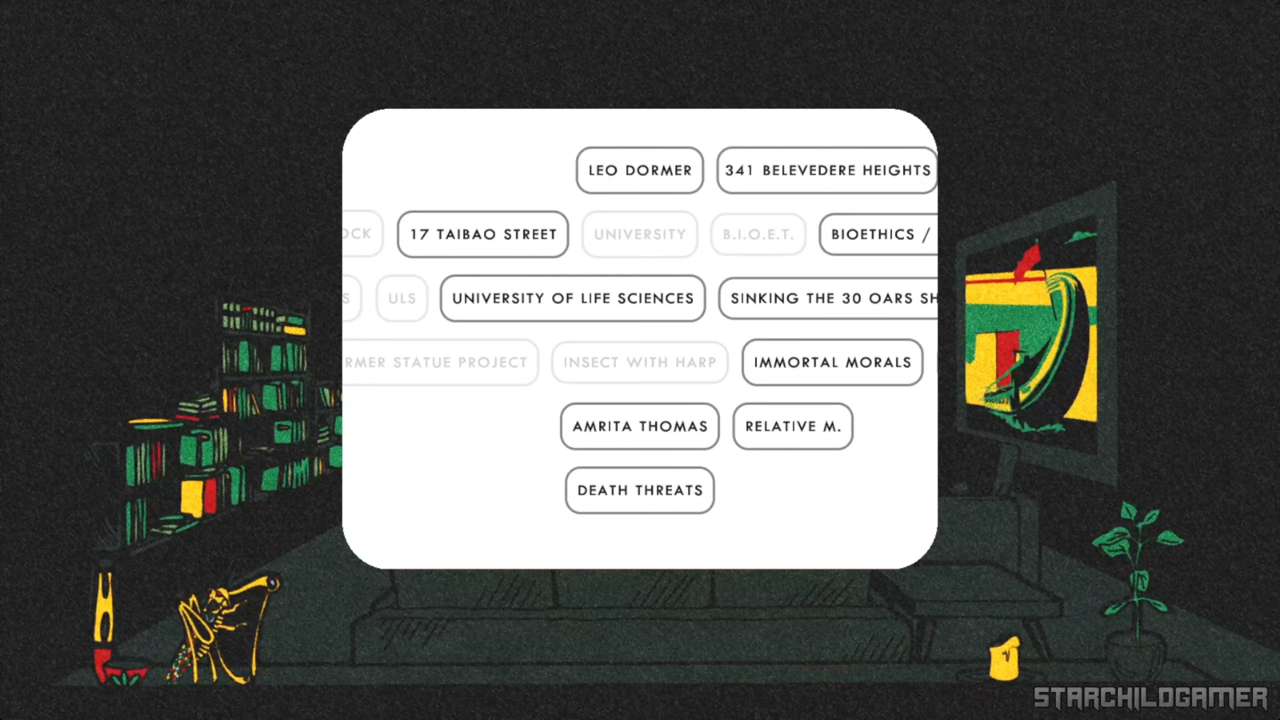 LEO DORMER 341 BELEVEDERE HEIGHTS
OCK 17 TAIBAO STREET UNIVERSITY B.I.O.E.T. BIOETHICS /
S ULS UNIVERSITY OF LIFE SCIENCES SINKING THE 30 OARS SH
RMER STATUE PROJECT INSECT WITH HARP IMMORTAL MORALS
AMRITA THOMAS RELATIVE M.
DEATH THREATS
STARCHILDGAMER